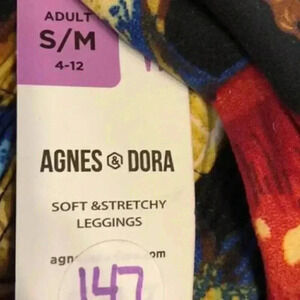 ADULT
S/M
4-12
AGNES & DORA
SOFT &STRETCHY
LEGGINGS
147